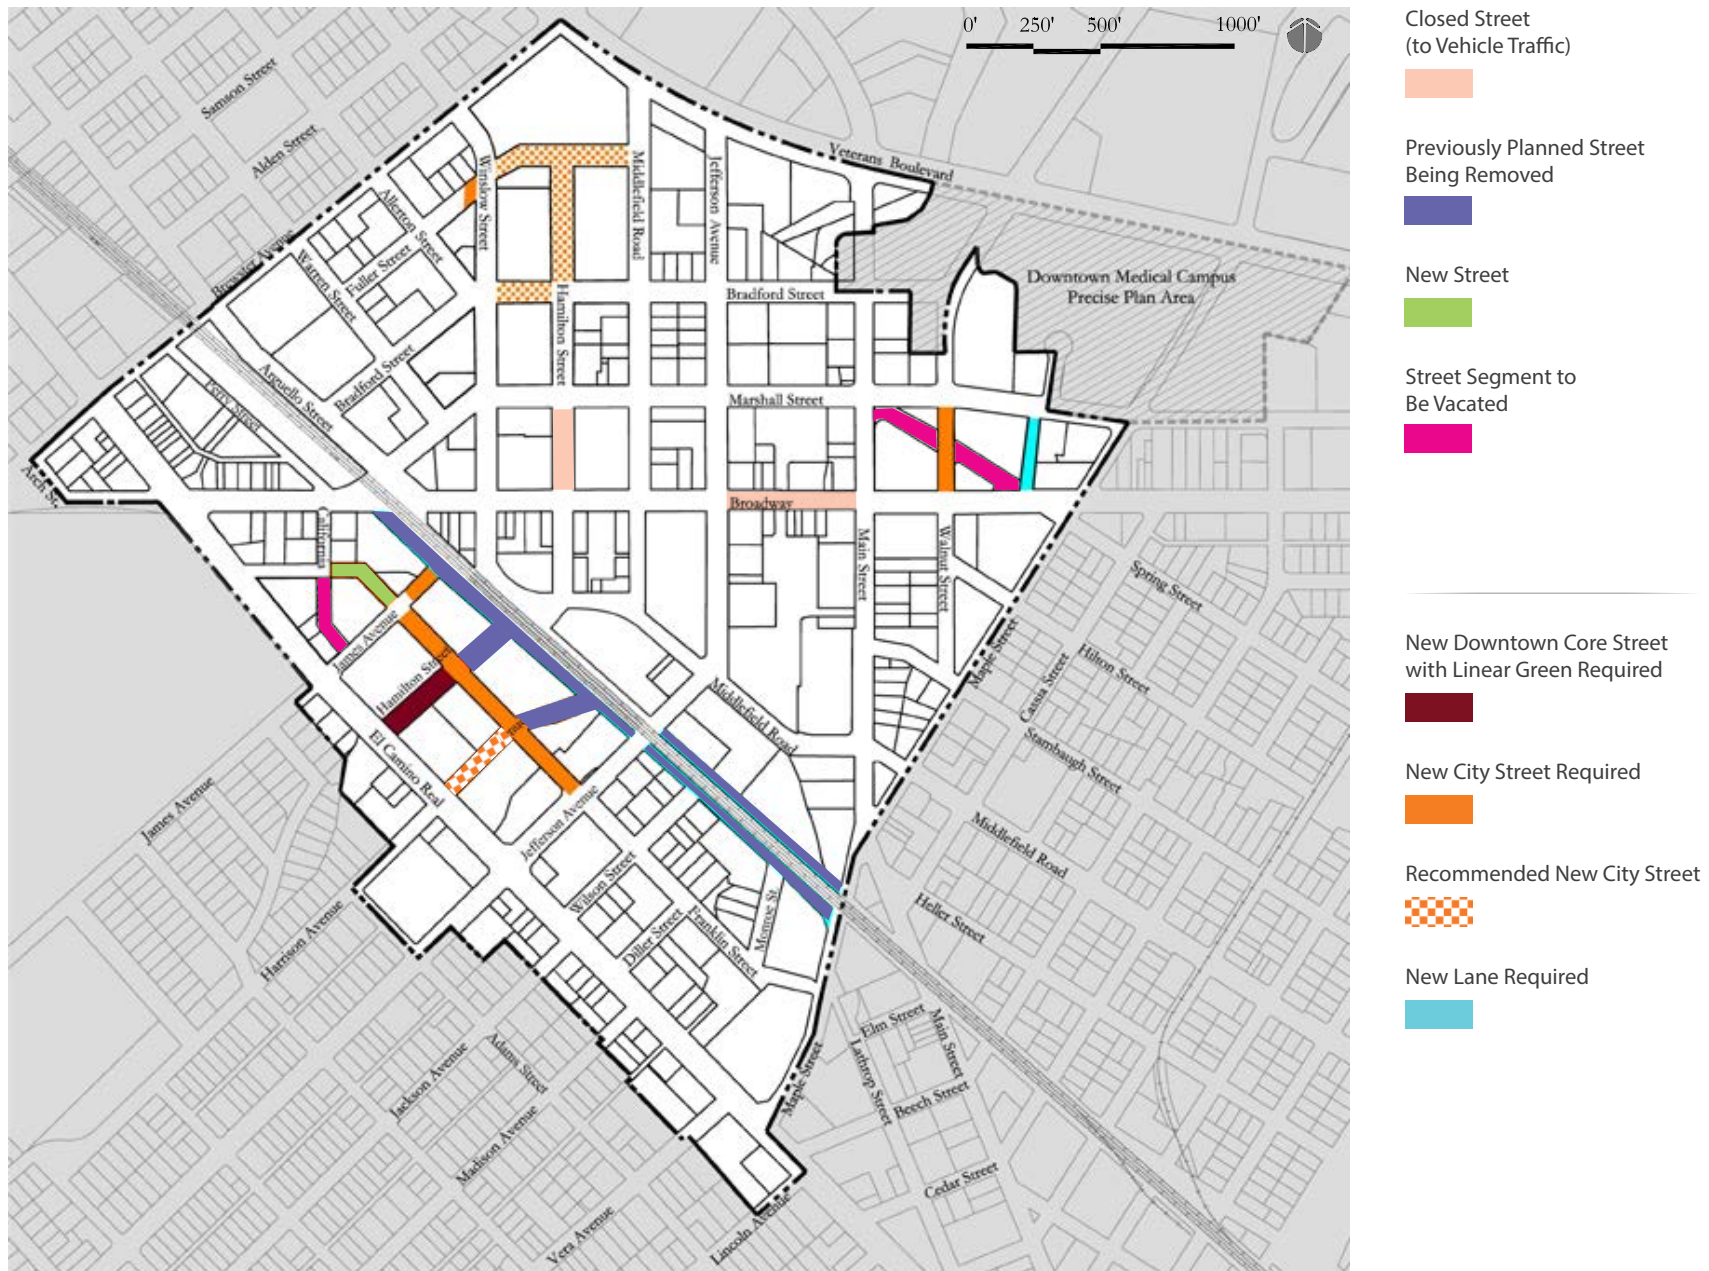 0' 250' 500' 1000'
Samson Street
Alden Street
Veterans Boulevard
Winslow Street
Middlefield Road
Jefferson Avenue
Allerton Street
Fuller Street
Brewster Avenue
Warren Street
Downtown Medical Campus
Precise Plan Area
Bradford Street
Hamilton Street
Arguello Street
Bradford Street
Perry Street
Marshall Street
Arch St.
Broadway
California
Main Street
Walnut Street
Spring Street
James Avenue
Hamilton Street
Maple Street
Hilton Street
Cassia Street
Middlefield Road
Stambaugh Street
El Camino Real
nue
James Avenue
Jefferson Avenue
Middlefield Road
Wilson Street
Harrison Avenue
Diller Street
Franklin Street
Monroe St.
Heller Street
Elm Street
Main Street
Lathrop Street
Beech Street
Maple Street
Adams Street
Jackson Avenue
Madison Avenue
Cedar Street
Vera Avenue
Lincoln Avenue
Closed Street
(to Vehicle Traffic)
Previously Planned Street
Being Removed
New Street
Street Segment to
Be Vacated
New Downtown Core Street
with Linear Green Required
New City Street Required
Recommended New City Street
New Lane Required